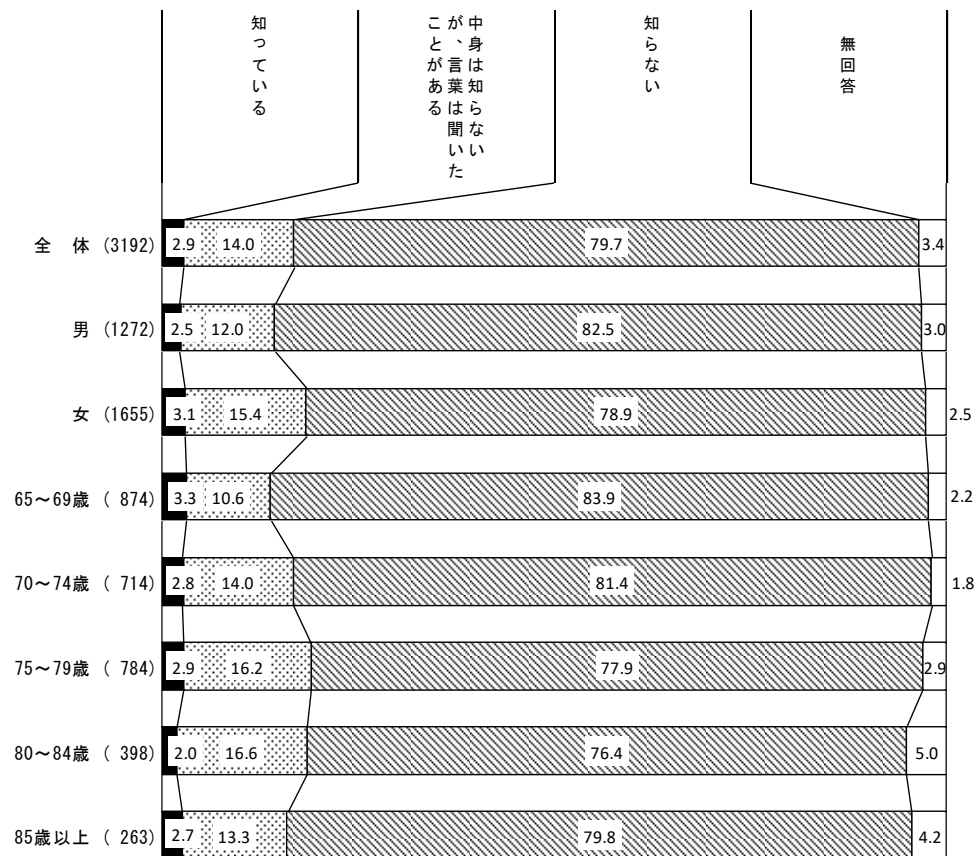 知っている
中身は知らない
が、言葉は聞いた
ことがある
知らない
無回答
全　体 (3192) 2.9 14.0 79.7 3.4
男 (1272) 2.5 12.0 82.5 3.0
女 (1655) 3.1 15.4 78.9 2.5
65～69歳 ( 874) 3.3 10.6 83.9 2.2
70～74歳 ( 714) 2.8 14.0 81.4 1.8
75～79歳 ( 784) 2.9 16.2 77.9 2.9
80～84歳 ( 398) 2.0 16.6 76.4 5.0
85歳以上 ( 263) 2.7 13.3 79.8 4.2